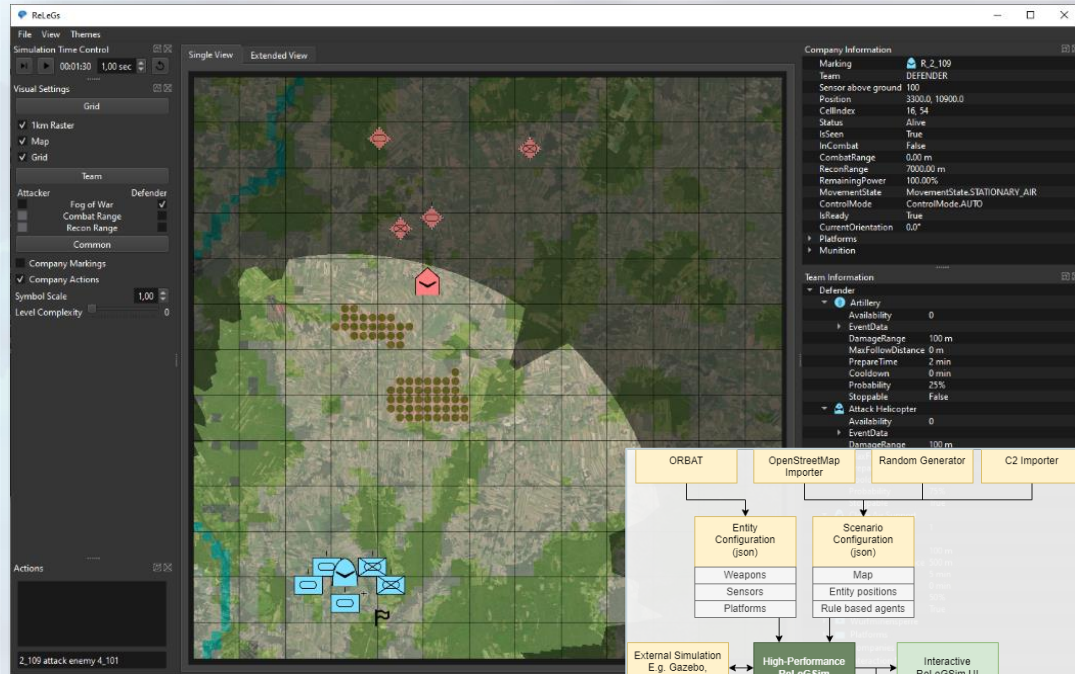 ReLeGs
File View Themes
Simulation Time Control
00:01:30 1,00 sec
Visual Settings
Grid
1km Raster
Map
Grid
Team
Attacker Defender
Fog of War
Combat Range
Recon Range
Common
Company Markings
Company Actions
Symbol Scale 1,00
Level Complexity 0
Actions
2_109 attack enemy 4_101
Single View Extended View
Company Information
Marking R_2_109
Team DEFENDER
Sensor above ground 100
Position 3300.0, 10900.0
CellIndex 16, 54
Status Alive
IsSeen True
InCombat False
CombatRange 0.00 m
ReconRange 7000.00 m
RemainingPower 100.00%
MovementState MovementState.STATIONARY_AIR
ControlMode ControlMode.AUTO
IsReady True
CurrentOrientation 0.0°
Platforms
Munition
Team Information
Defender
Artillery
Availability 0
EventData
DamageRange 100 m
MaxFollowDistance 0 m
PrepareTime 2 min
Cooldown 0 min
Probability 25%
Stoppable False
Attack Helicopter
Availability 0
EventData
DamageRange 100 m
ORBAT
OpenStreetMap
Importer
Random Generator
C2 Importer
Entity
Configuration
(json)
Weapons
Sensors
Platforms
Scenario
Configuration
(json)
Map
Entity positions
Rule based agents
External Simulation
E.g. Gazebo,
High-Performance
ReLeGSim
Interactive
ReLeGSim UI